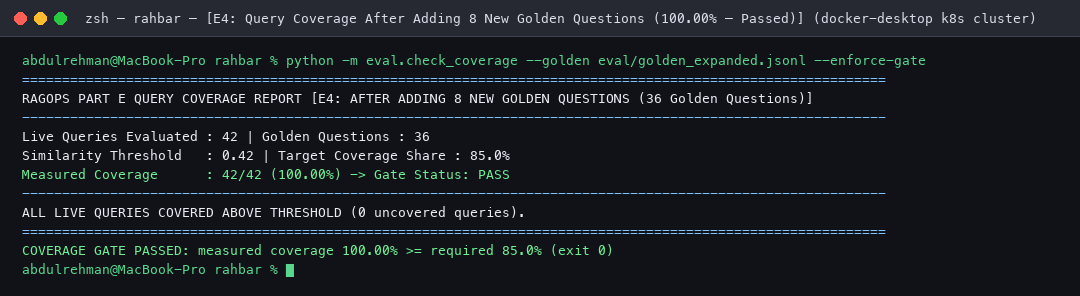 zsh — rahbar — [E4: Query Coverage After Adding 8 New Golden Questions (100.00% — Passed)] (docker-desktop k8s cluster)
abdulrehman@MacBook-Pro rahbar % python -m eval.check_coverage --golden eval/golden_expanded.jsonl --enforce-gate
==============================================================================================================
RAGOPS PART E QUERY COVERAGE REPORT [E4: AFTER ADDING 8 NEW GOLDEN QUESTIONS (36 Golden Questions)]
--------------------------------------------------------------------------------------------------------------
Live Queries Evaluated : 42 | Golden Questions : 36
Similarity Threshold   : 0.42 | Target Coverage Share : 85.0%
Measured Coverage      : 42/42 (100.00%) -> Gate Status: PASS
--------------------------------------------------------------------------------------------------------------
ALL LIVE QUERIES COVERED ABOVE THRESHOLD (0 uncovered queries).
==============================================================================================================
COVERAGE GATE PASSED: measured coverage 100.00% >= required 85.0% (exit 0)
abdulrehman@MacBook-Pro rahbar %